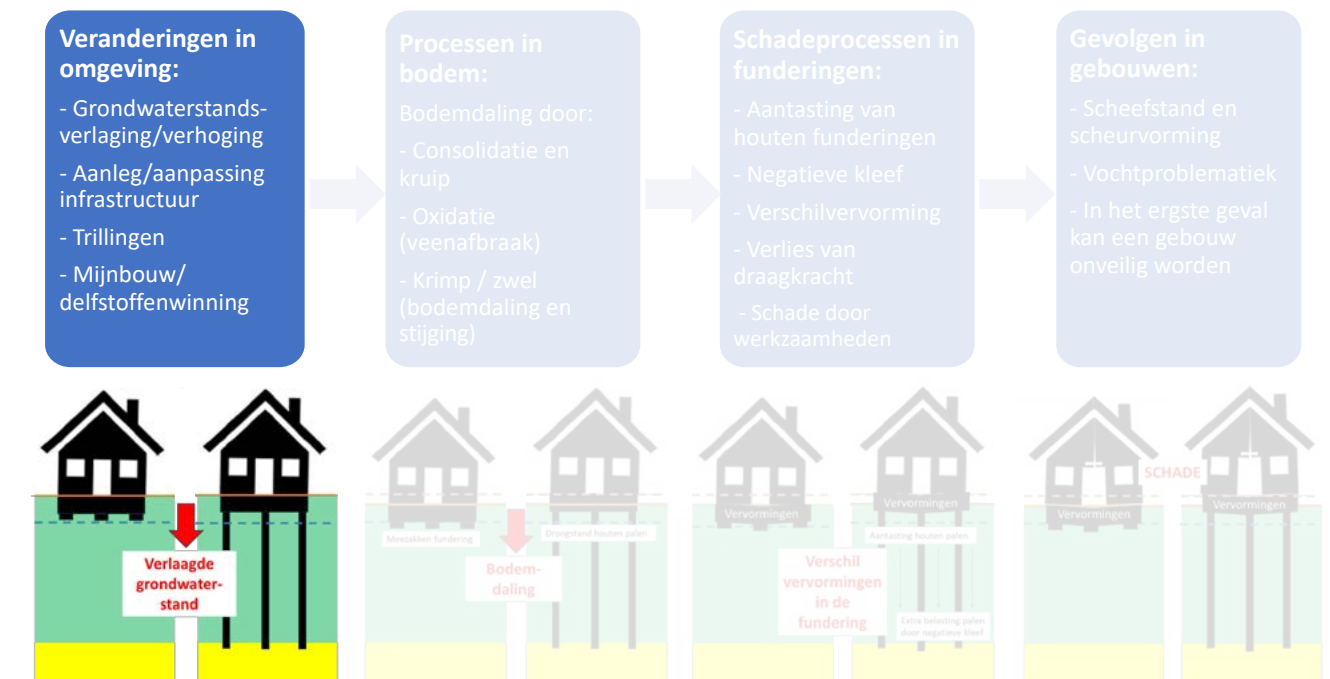 Veranderingen in
omgeving:
- Grondwaterstands-
verlaging/verhoging
- Aanleg/aanpassing
infrastructuur
- Trillingen
- Mijnbouw/
delfstoffenwinning
Processen in
bodem:
Bodemdaling door:
- Consolidatie en
kruip
- Oxidatie
(veenafbraak)
- Krimp / zwel
(bodemdaling en
stijging)
Schadeprocessen in
funderingen:
- Aantasting van
houten funderingen
- Negatieve kleef
- Verschilvervorming
- Verlies van
draagkracht
- Schade door
werkzaamheden
Gevolgen in
gebouwen:
- Scheefstand en
scheurvorming
- Vochtproblematiek
- In het ergste geval
kan een gebouw
onveilig worden
Verlaagde
grondwater-
stand
Meezakken fundering
Droogstand houten palen
Bodem-
daling
Vervormingen
Vervormingen
Aantasting houten palen
Verschil
vervormingen
in de
fundering
Extra belasting palen
door negatieve kleef
SCHADE
Vervormingen
Vervormingen